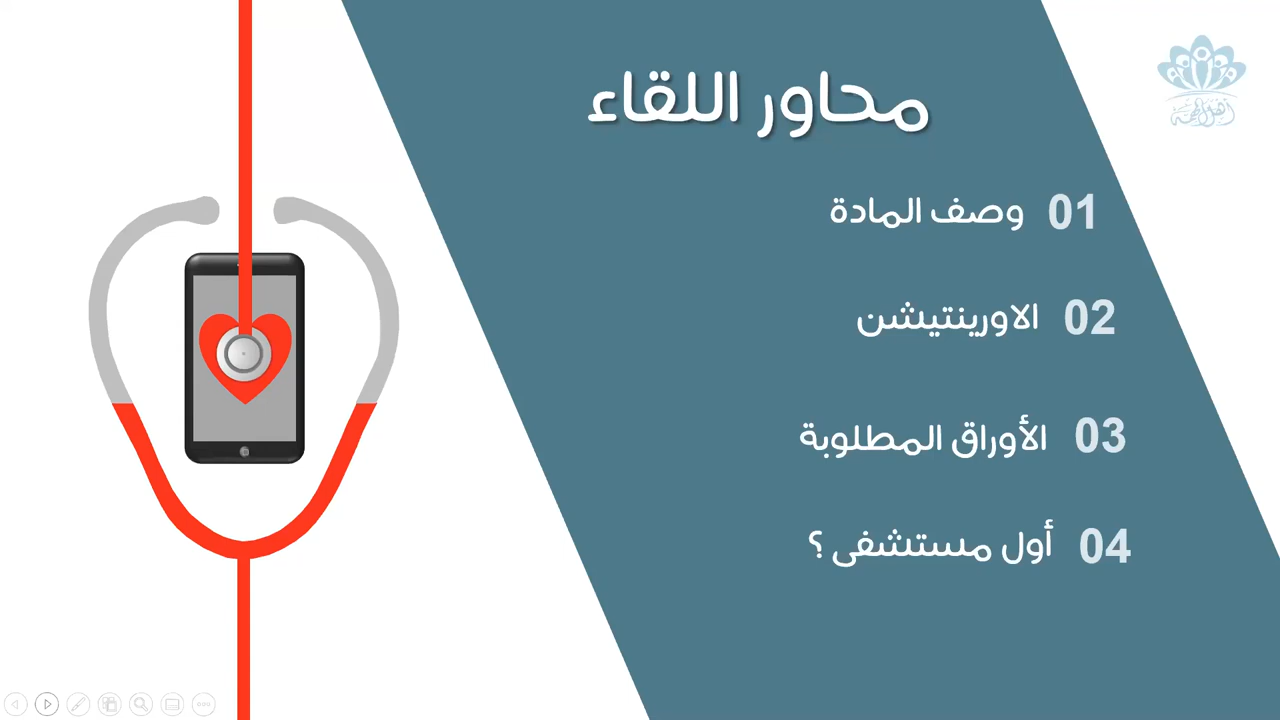 محاور اللقاء
01 وصف المادة
02 الاورينتيشن
03 الأوراق المطلوبة
04 أول مستشفى ؟